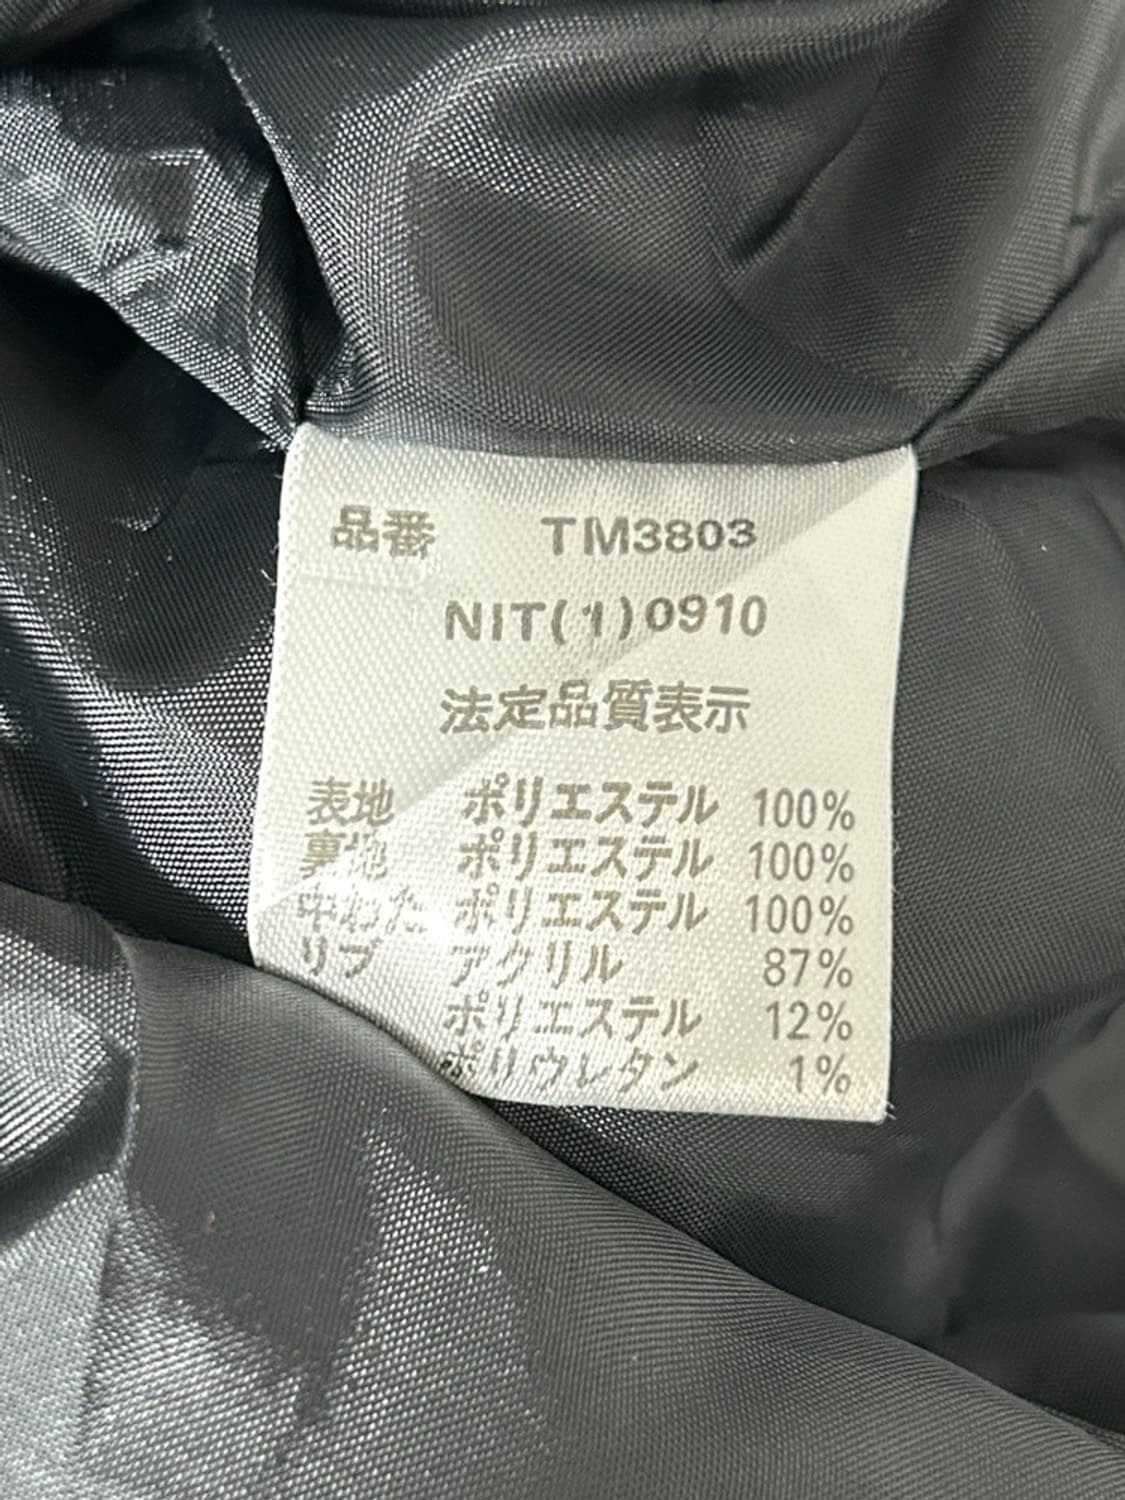 品番 TM3803
NIT(1)0910
法定品質表示
表地 ポリエステル 100%
裏地 ポリエステル 100%
中わた ポリエステル 100%
リブ アクリル 87%
ポリエステル 12%
ポリウレタン 1%